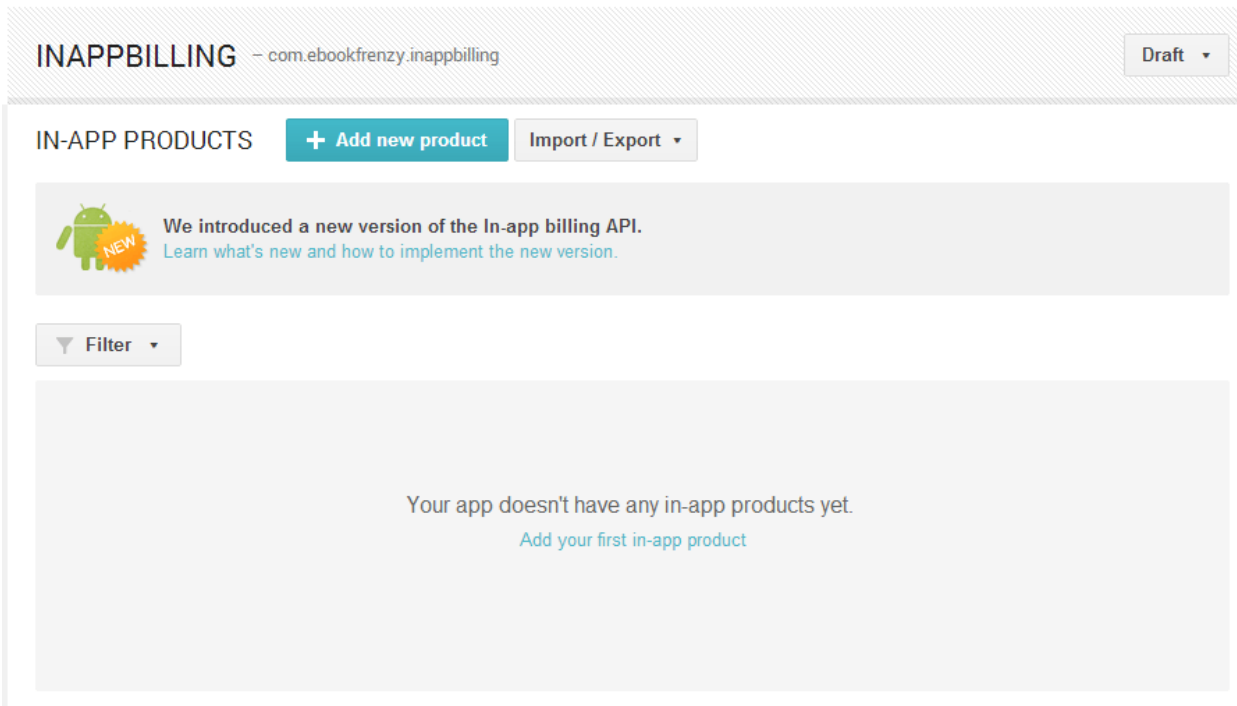 INAPPBILLING – com.ebookfrenzy.inappbilling
Draft
IN-APP PRODUCTS
Add new product
Import / Export
NEW
We introduced a new version of the In-app billing API.
Learn what's new and how to implement the new version.
Filter
Your app doesn't have any in-app products yet.
Add your first in-app product